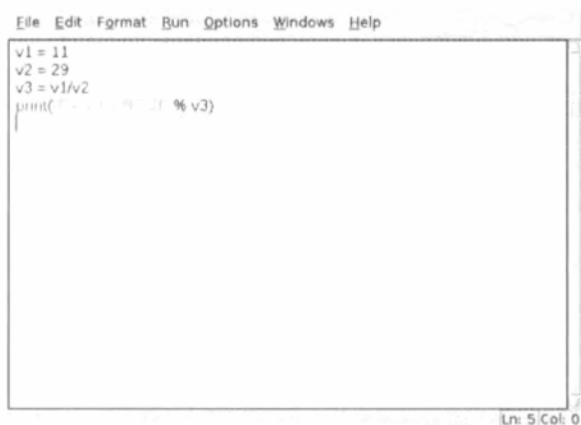 File Edit Format Run Options Windows Help
v1 = 11
v2 = 29
v3 = v1/v2
print( % v3)
Ln: 5 Col: 0